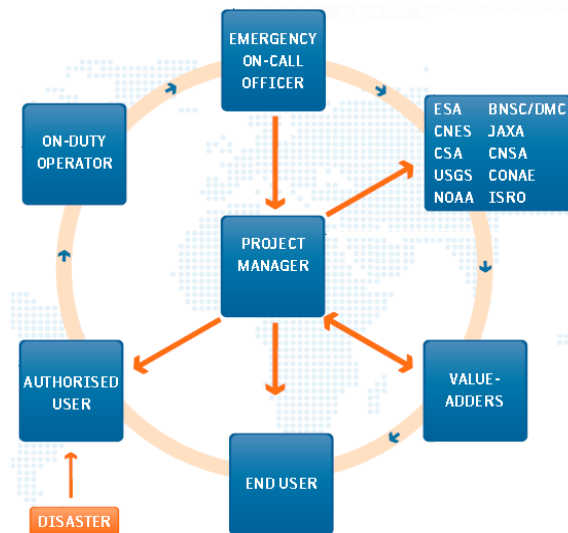 EMERGENCY
ON-CALL
OFFICER
ESA BNSC/DMC
CNES JAXA
CSA CNSA
USGS CONAE
NOAA ISRO
ON-DUTY
OPERATOR
PROJECT
MANAGER
AUTHORISED
USER
VALUE-
ADDERS
END USER
DISASTER